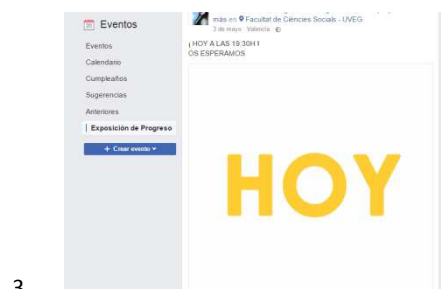 Eventos
Eventos
Calendario
Cumpleaños
Sugerencias
Anteriores
Exposición de Progreso
+ Crear evento
más en Facultat de Ciències Socials - UVEG
3 de mayo · Valencia
¡ HOY A LAS 19:30H !
OS ESPERAMOS
HOY
3